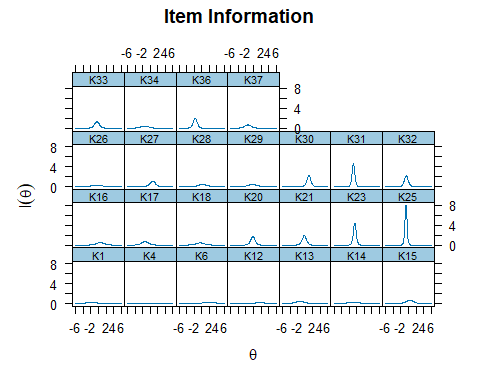 Item Information
-6 -2 2 4 6 -6 -2 2 4 6
K33 K34 K36 K37
8
4
0
K26 K27 K28 K29 K30 K31 K32
8
4
0
K16 K17 K18 K20 K21 K23 K25
8
4
0
K1 K4 K6 K12 K13 K14 K15
8
4
0
I(θ)
-6 -2 2 4 6 -6 -2 2 4 6 -6 -2 2 4 6 -6 -2 2 4 6
θ